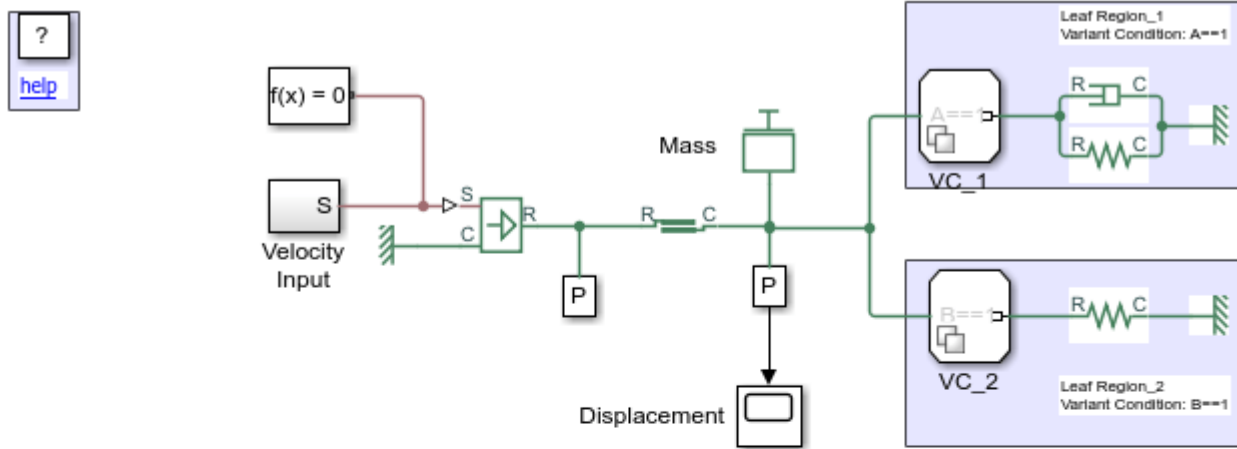 ?
help
f(x) = 0
S
Velocity
Input
S
C
R
P
R
C
Mass
P
Displacement
Leaf Region_1
Variant Condition: A==1
A==1
VC_1
R
C
R
C
B==1
VC_2
R
C
Leaf Region_2
Variant Condition: B==1